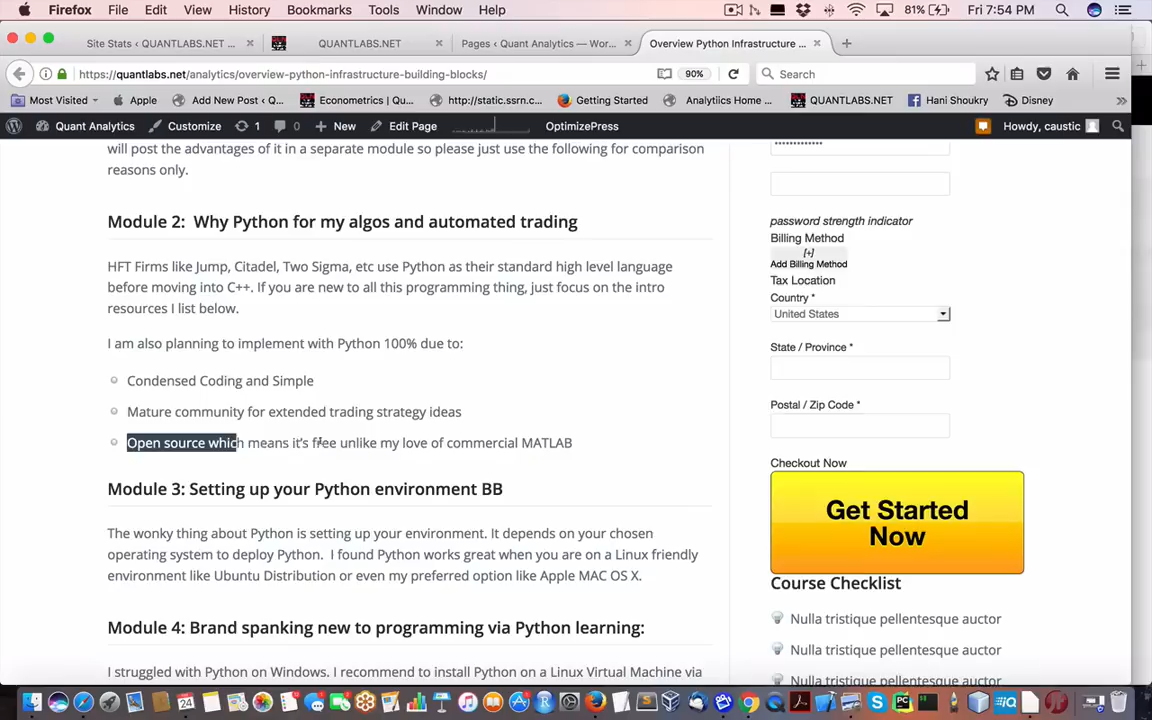 Firefox File Edit View History Bookmarks Tools Window Help 81% Fri 7:54 PM
Site Stats ‹ QUANTLABS.NET ... QUANTLABS.NET Pages ‹ Quant Analytics — Wor... Overview Python Infrastructure ...
https://quantlabs.net/analytics/overview-python-infrastructure-building-blocks/ 90% Search
Most Visited Apple Add New Post ‹ Q... Econometrics | Qu... http://static.ssrn.c... Getting Started Analytiics Home ... QUANTLABS.NET Hani Shoukry Disney
Quant Analytics Customize 1 0 New Edit Page OptimizePress Howdy, caustic
will post the advantages of it in a separate module so please just use the following for comparison
reasons only.
Module 2: Why Python for my algos and automated trading
HFT Firms like Jump, Citadel, Two Sigma, etc use Python as their standard high level language
before moving into C++. If you are new to all this programming thing, just focus on the intro
resources I list below.
I am also planning to implement with Python 100% due to:
Condensed Coding and Simple
Mature community for extended trading strategy ideas
Open source which means it's free unlike my love of commercial MATLAB
Module 3: Setting up your Python environment BB
The wonky thing about Python is setting up your environment. It depends on your chosen
operating system to deploy Python. I found Python works great when you are on a Linux friendly
environment like Ubuntu Distribution or even my preferred option like Apple MAC OS X.
Module 4: Brand spanking new to programming via Python learning:
I struggled with Python on Windows. I recommend to install Python on a Linux Virtual Machine via
password strength indicator
Billing Method
[+]
Add Billing Method
Tax Location
Country *
United States
State / Province *
Postal / Zip Code *
Checkout Now
Get Started
Now
Course Checklist
Nulla tristique pellentesque auctor
Nulla tristique pellentesque auctor
Nulla tristique pellentesque auctor